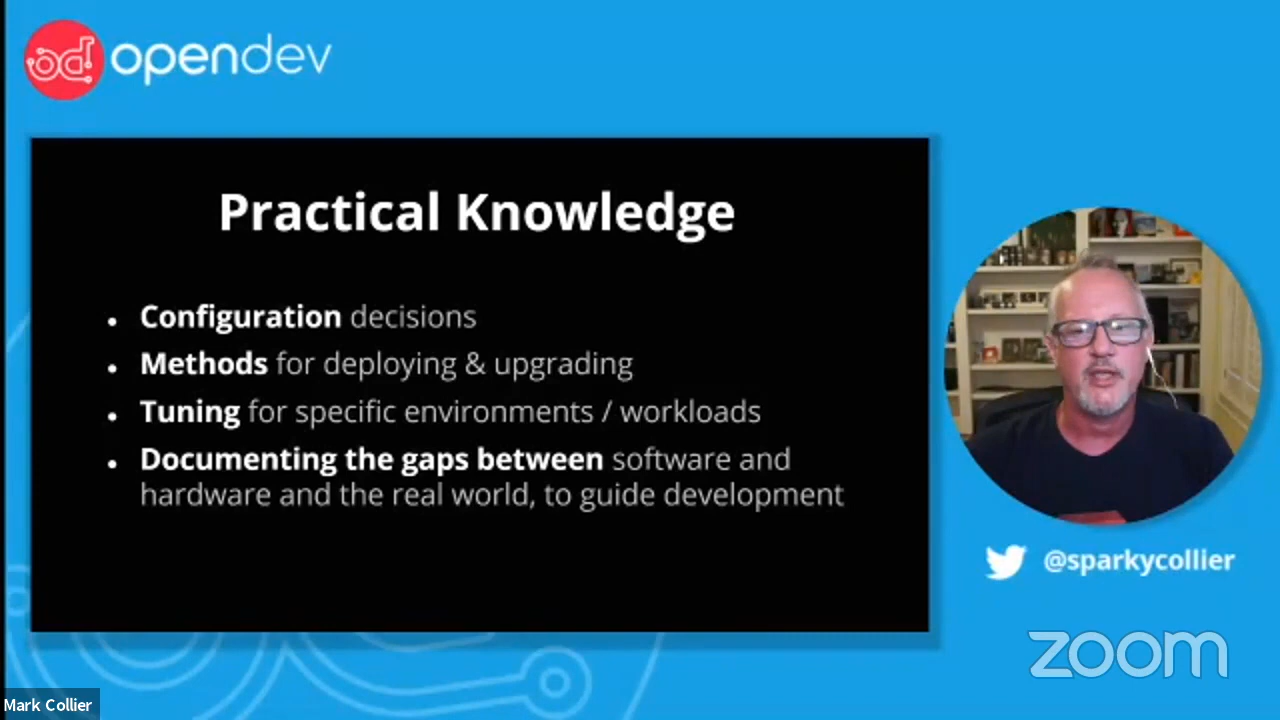 opendev
Practical Knowledge
• Configuration decisions
• Methods for deploying & upgrading
• Tuning for specific environments / workloads
• Documenting the gaps between software and
hardware and the real world, to guide development
@sparkycollier
zoom
Mark Collier